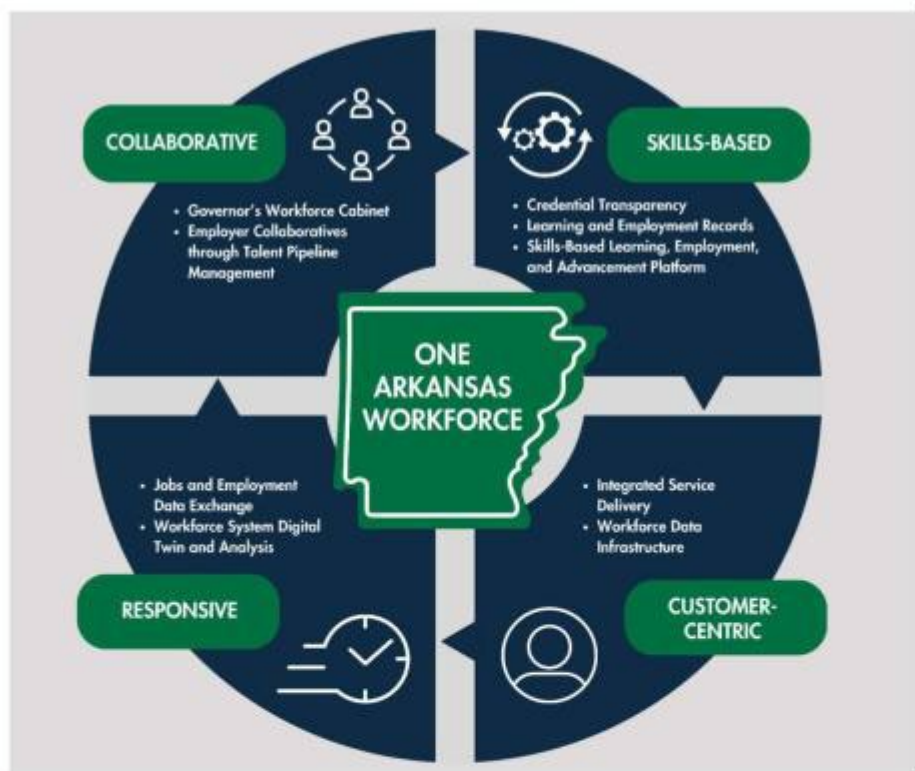 COLLABORATIVE
• Governor's Workforce Cabinet
• Employer Collaboratives
through Talent Pipeline
Management
SKILLS-BASED
• Credential Transparency
• Learning and Employment Records
• Skills-Based Learning, Employment,
and Advancement Platform
ONE
ARKANSAS
WORKFORCE
• Jobs and Employment
Data Exchange
• Workforce System Digital
Twin and Analysis
RESPONSIVE
• Integrated Service
Delivery
• Workforce Data
Infrastructure
CUSTOMER-
CENTRIC